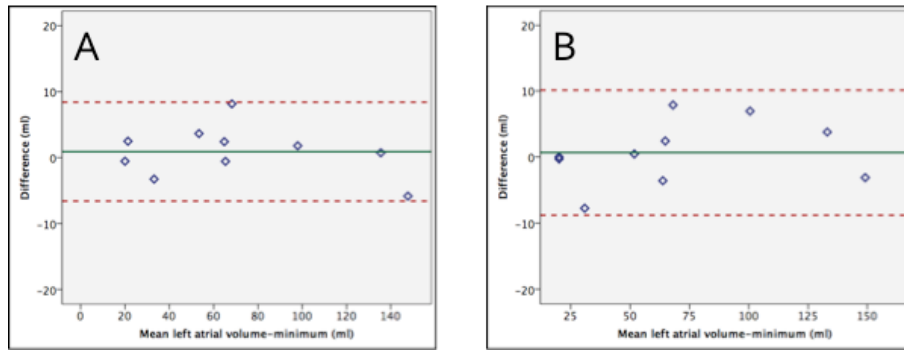 A
20
10
0
-10
-20
Difference (ml)
0 20 40 60 80 100 120 140
Mean left atrial volume-minimum (ml)
B
20
10
0
-10
-20
Difference (ml)
25 50 75 100 125 150
Mean left atrial volume-minimum (ml)